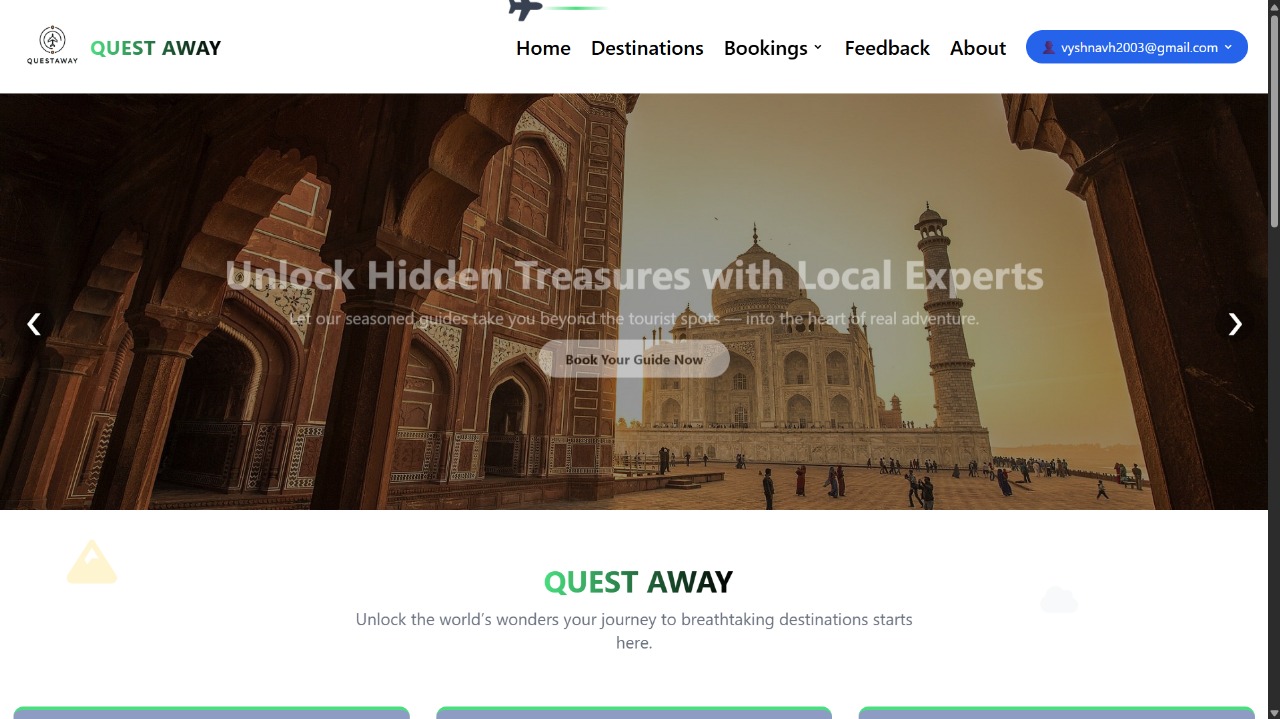 QUESTAWAY
QUEST AWAY
Home Destinations Bookings Feedback About vyshnavh2003@gmail.com
Unlock Hidden Treasures with Local Experts
Let our seasoned guides take you beyond the tourist spots — into the heart of real adventure.
Book Your Guide Now
QUEST AWAY
Unlock the world’s wonders your journey to breathtaking destinations starts
here.